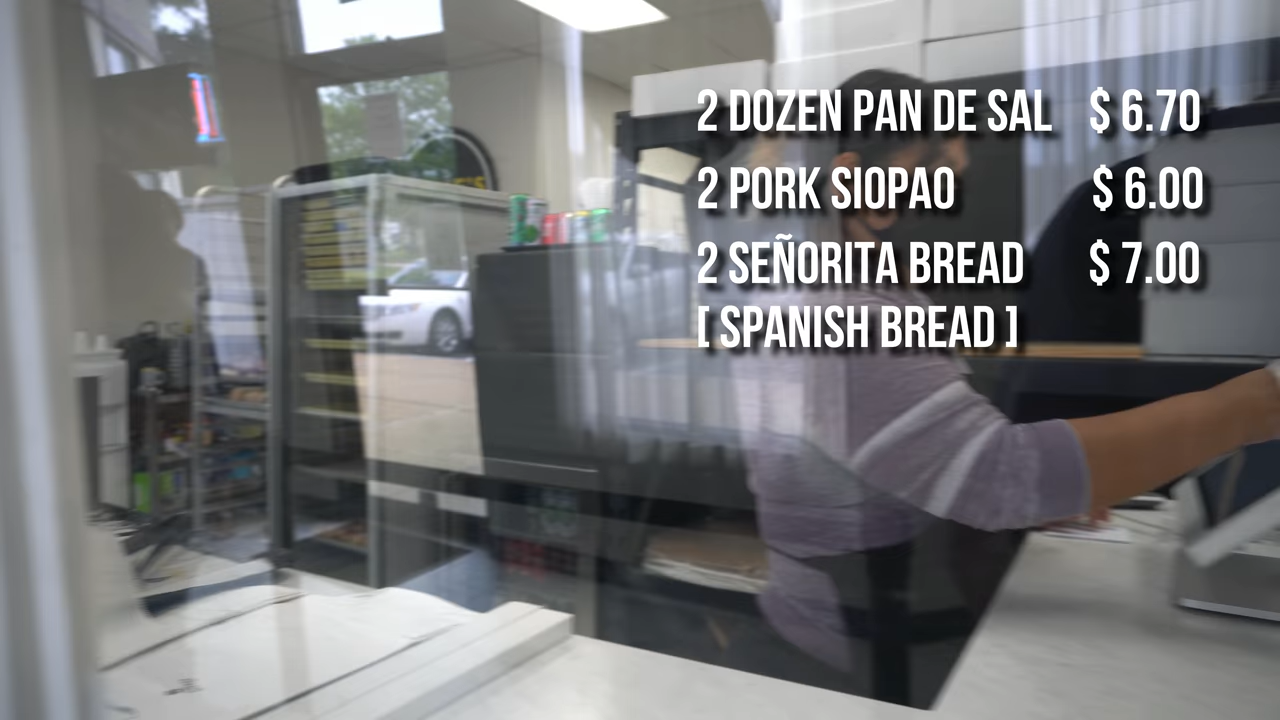 2 DOZEN PAN DE SAL $ 6.70
2 PORK SIOPAO $ 6.00
2 SEÑORITA BREAD $ 7.00
[ SPANISH BREAD ]